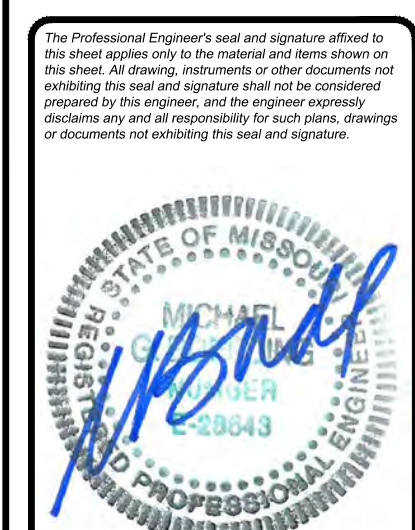 The Professional Engineer's seal and signature affixed to
this sheet applies only to the material and items shown on
this sheet. All drawing, instruments or other documents not
exhibiting this seal and signature shall not be considered
prepared by this engineer, and the engineer expressly
disclaims any and all responsibility for such plans, drawings
or documents not exhibiting this seal and signature.
STATE OF MISSOURI
MICHAEL
NUMBER
E-28643
REGISTERED PROFESSIONAL ENGINEER